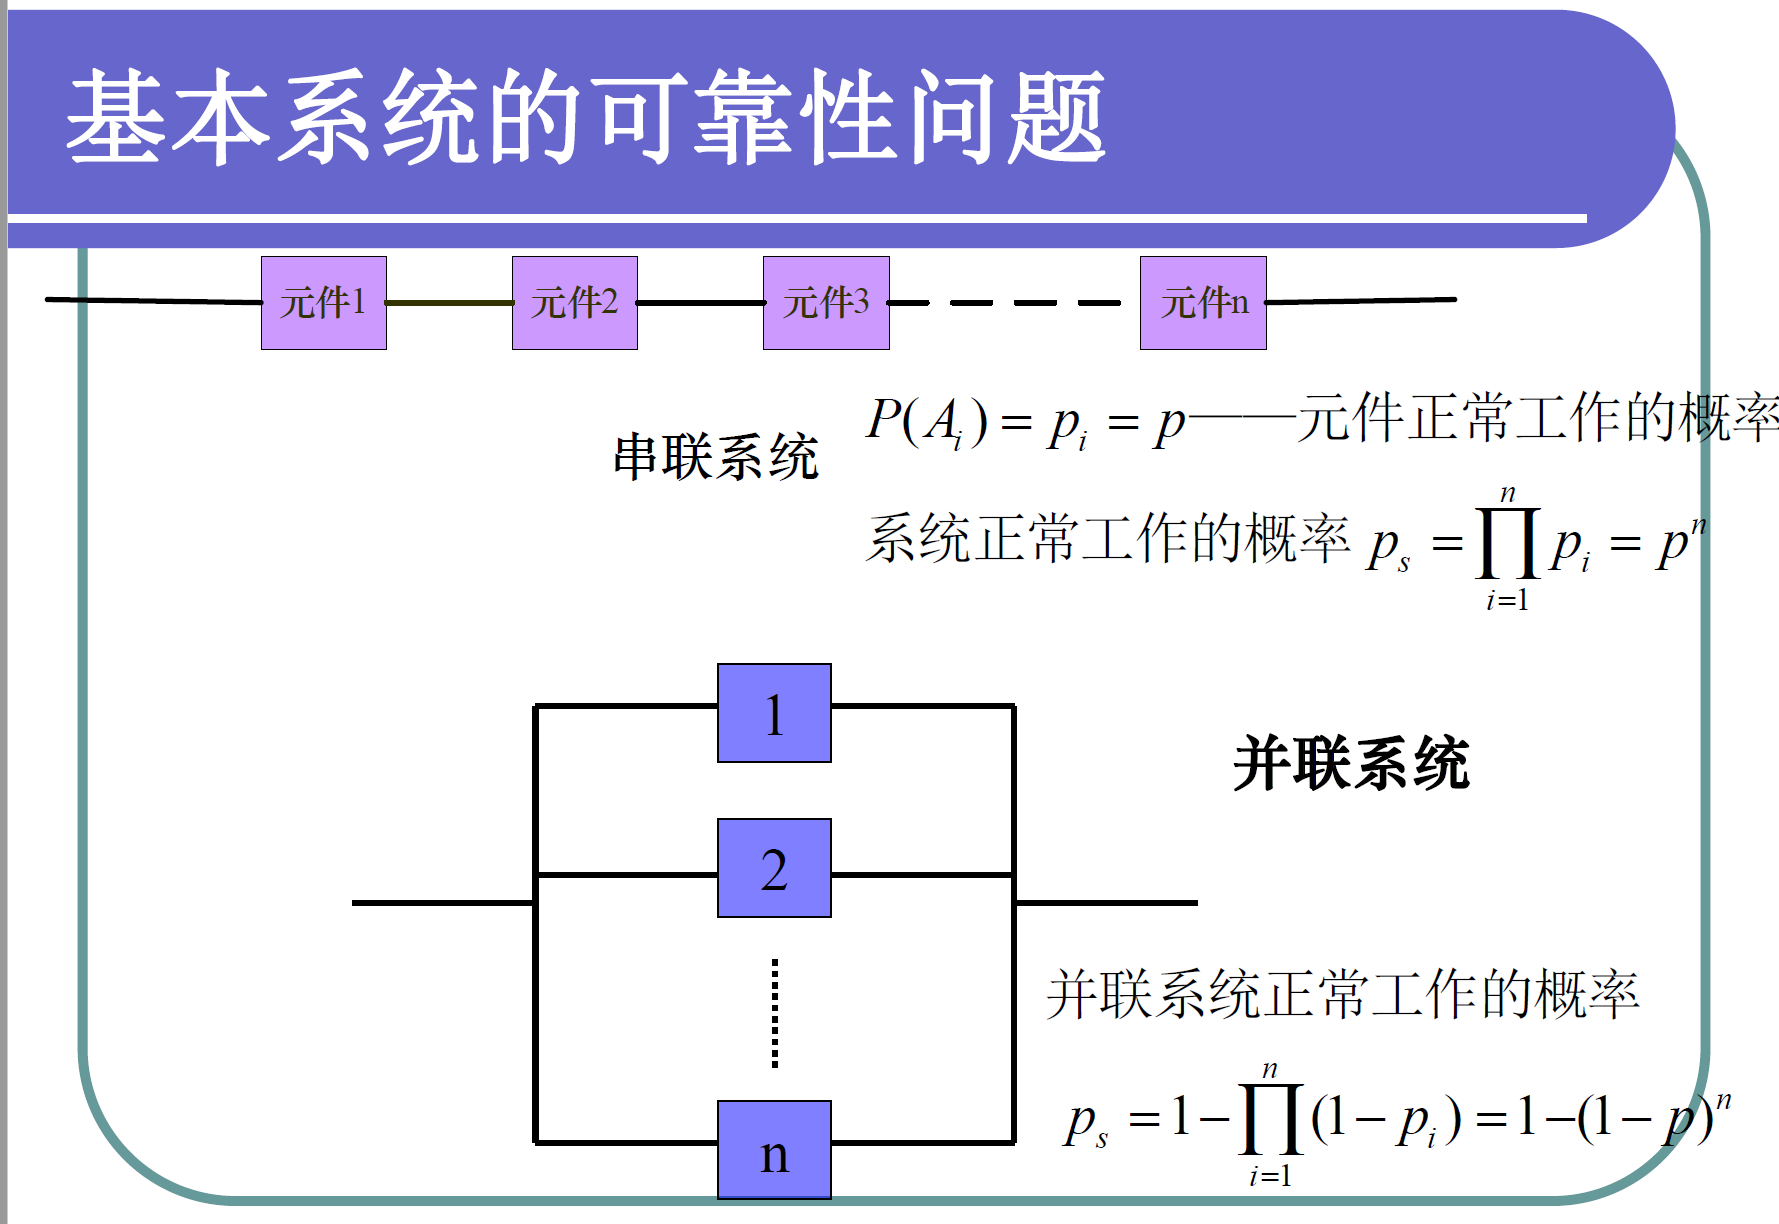 基本系统的可靠性问题
元件1 元件2 元件3 元件n
P(A_i) = p_i = p——元件正常工作的概率
串联系统
系统正常工作的概率 p_s = ∏_{i=1}^{n} p_i = p^n
1
并联系统
2
并联系统正常工作的概率
p_s = 1 − ∏_{i=1}^{n} (1 − p_i) = 1 − (1 − p)^n
n